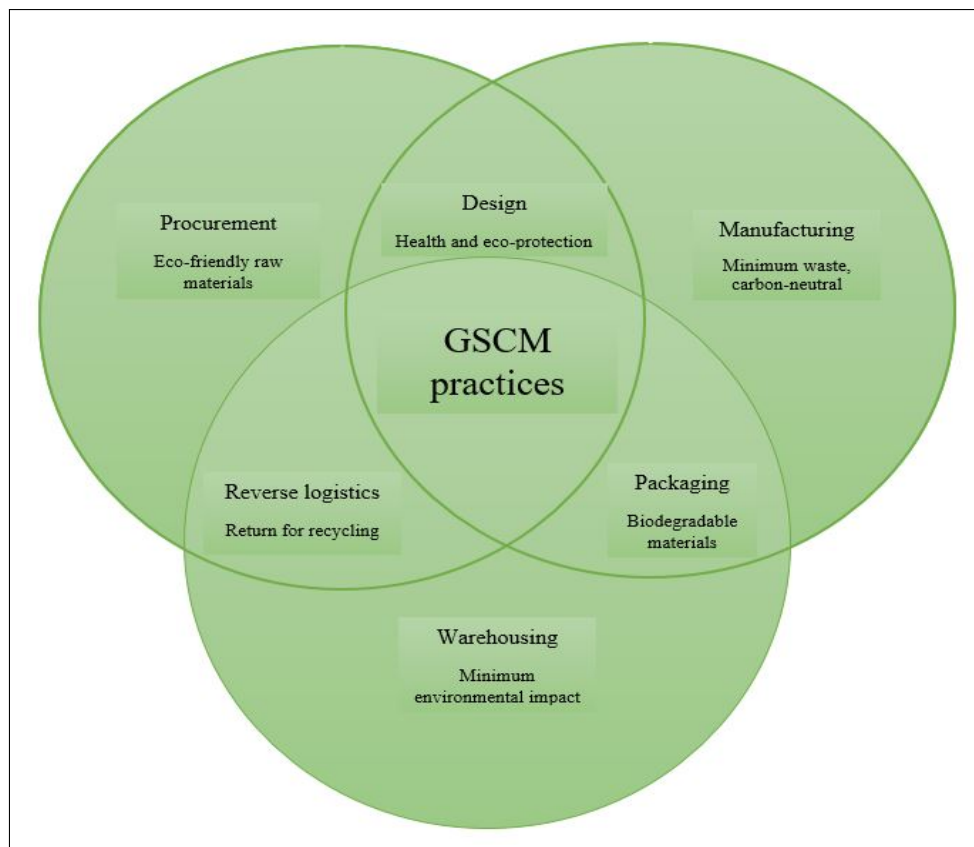 Procurement
Eco-friendly raw
materials
Design
Health and eco-protection
Manufacturing
Minimum waste,
carbon-neutral
GSCM
practices
Reverse logistics
Return for recycling
Packaging
Biodegradable
materials
Warehousing
Minimum
environmental impact